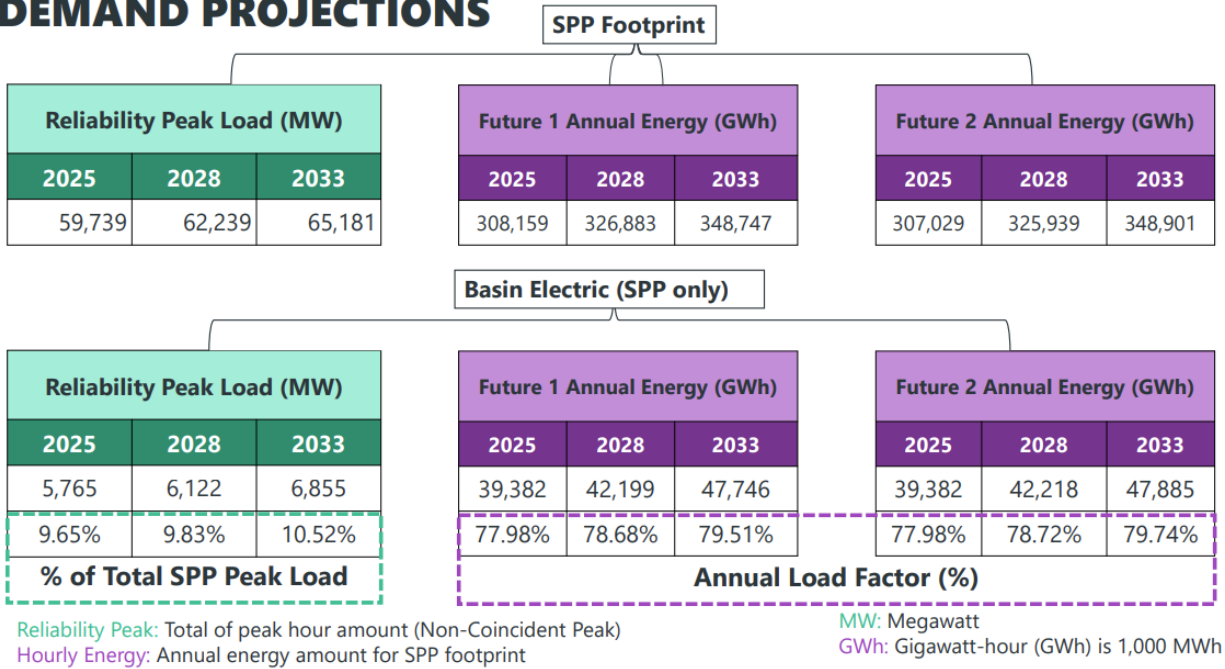 DEMAND PROJECTIONS
SPP Footprint
Reliability Peak Load (MW) Future 1 Annual Energy (GWh) Future 2 Annual Energy (GWh)
2025 2028 2033 2025 2028 2033 2025 2028 2033
59,739 62,239 65,181 308,159 326,883 348,747 307,029 325,939 348,901
Basin Electric (SPP only)
Reliability Peak Load (MW) Future 1 Annual Energy (GWh) Future 2 Annual Energy (GWh)
2025 2028 2033 2025 2028 2033 2025 2028 2033
5,765 6,122 6,855 39,382 42,199 47,746 39,382 42,218 47,885
9.65% 9.83% 10.52% 77.98% 78.68% 79.51% 77.98% 78.72% 79.74%
% of Total SPP Peak Load Annual Load Factor (%)
Reliability Peak: Total of peak hour amount (Non-Coincident Peak) MW: Megawatt
Hourly Energy: Annual energy amount for SPP footprint GWh: Gigawatt-hour (GWh) is 1,000 MWh